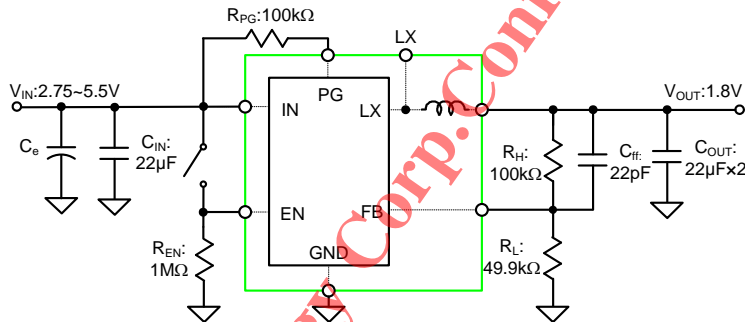 R_PG:100kΩ
LX
V_IN:2.75~5.5V
V_OUT:1.8V
PG
IN
LX
C_e
C_IN:
22µF
R_H:
100kΩ
C_ff:
22pF
C_OUT:
22µF×2
EN
FB
R_EN:
1MΩ
GND
R_L:
49.9kΩ
Corp.